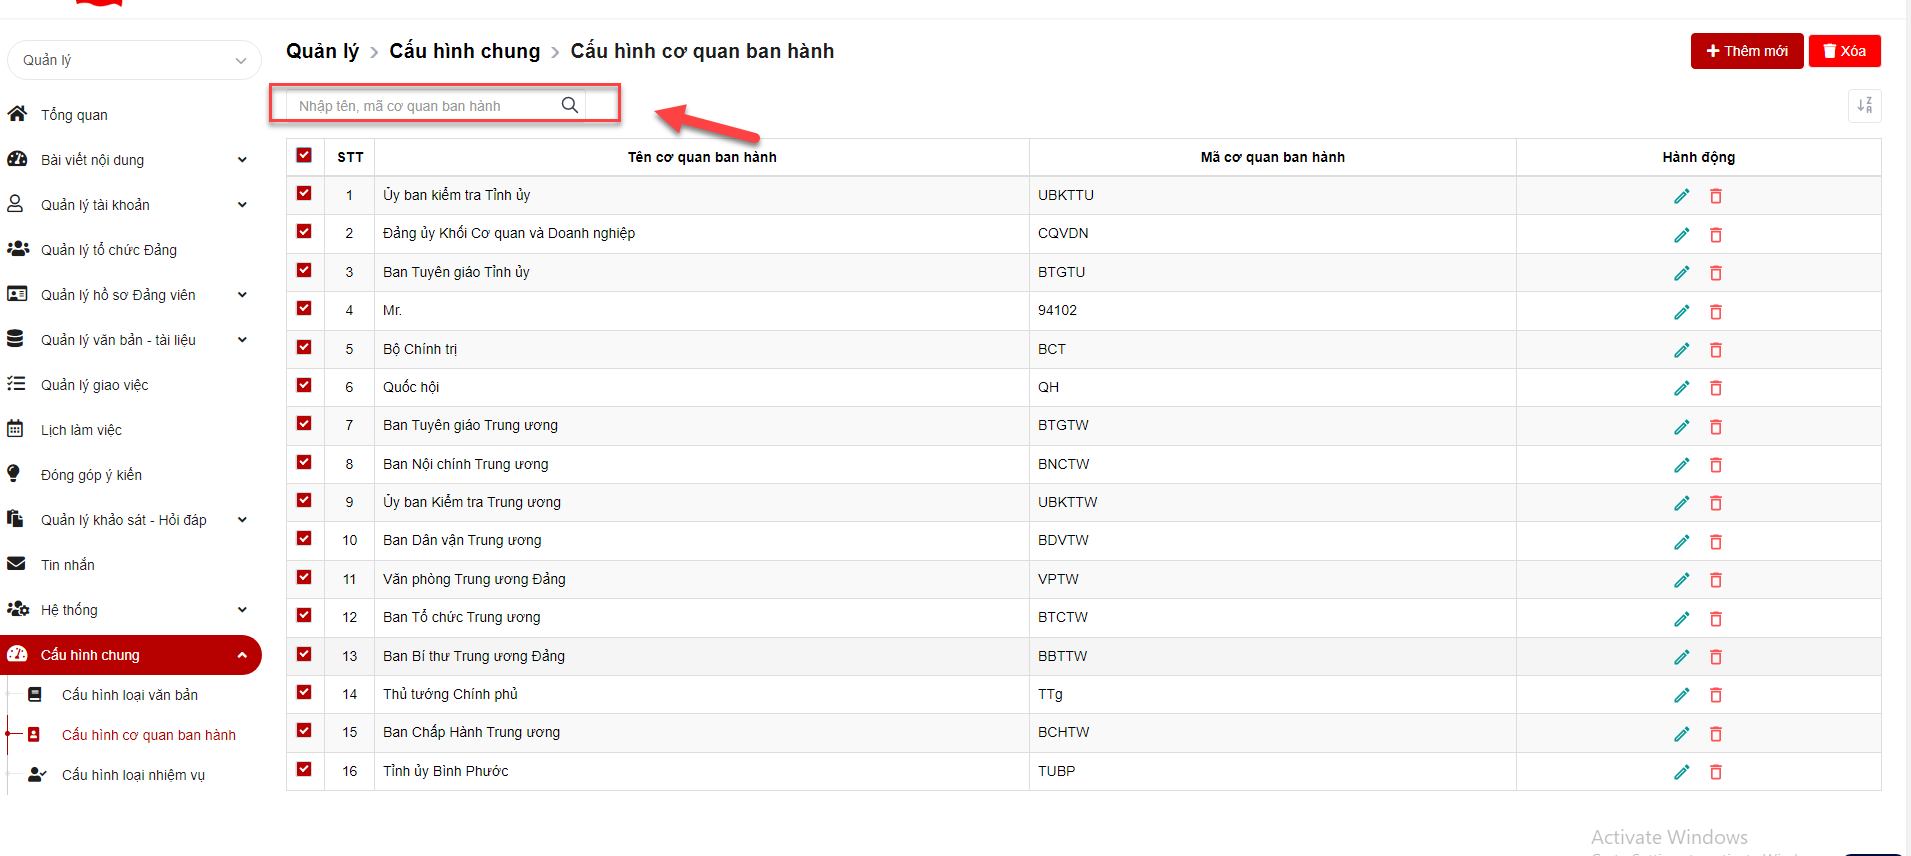 Quản lý
Tổng quan
Bài viết nội dung
Quản lý tài khoản
Quản lý tổ chức Đảng
Quản lý hồ sơ Đảng viên
Quản lý văn bản - tài liệu
Quản lý giao việc
Lịch làm việc
Đóng góp ý kiến
Quản lý khảo sát - Hỏi đáp
Tin nhắn
Hệ thống
Cấu hình chung
Cấu hình loại văn bản
Cấu hình cơ quan ban hành
Cấu hình loại nhiệm vụ
Quản lý > Cấu hình chung > Cấu hình cơ quan ban hành
Thêm mới Xóa
Nhập tên, mã cơ quan ban hành
STT Tên cơ quan ban hành Mã cơ quan ban hành Hành động
1 Ủy ban kiểm tra Tỉnh ủy UBKTTU
2 Đảng ủy Khối Cơ quan và Doanh nghiệp CQVDN
3 Ban Tuyên giáo Tỉnh ủy BTGTU
4 Mr. 94102
5 Bộ Chính trị BCT
6 Quốc hội QH
7 Ban Tuyên giáo Trung ương BTGTW
8 Ban Nội chính Trung ương BNCTW
9 Ủy ban Kiểm tra Trung ương UBKTTW
10 Ban Dân vận Trung ương BDVTW
11 Văn phòng Trung ương Đảng VPTW
12 Ban Tổ chức Trung ương BTCTW
13 Ban Bí thư Trung ương Đảng BBTTW
14 Thủ tướng Chính phủ TTg
15 Ban Chấp Hành Trung ương BCHTW
16 Tỉnh ủy Bình Phước TUBP
Activate Windows